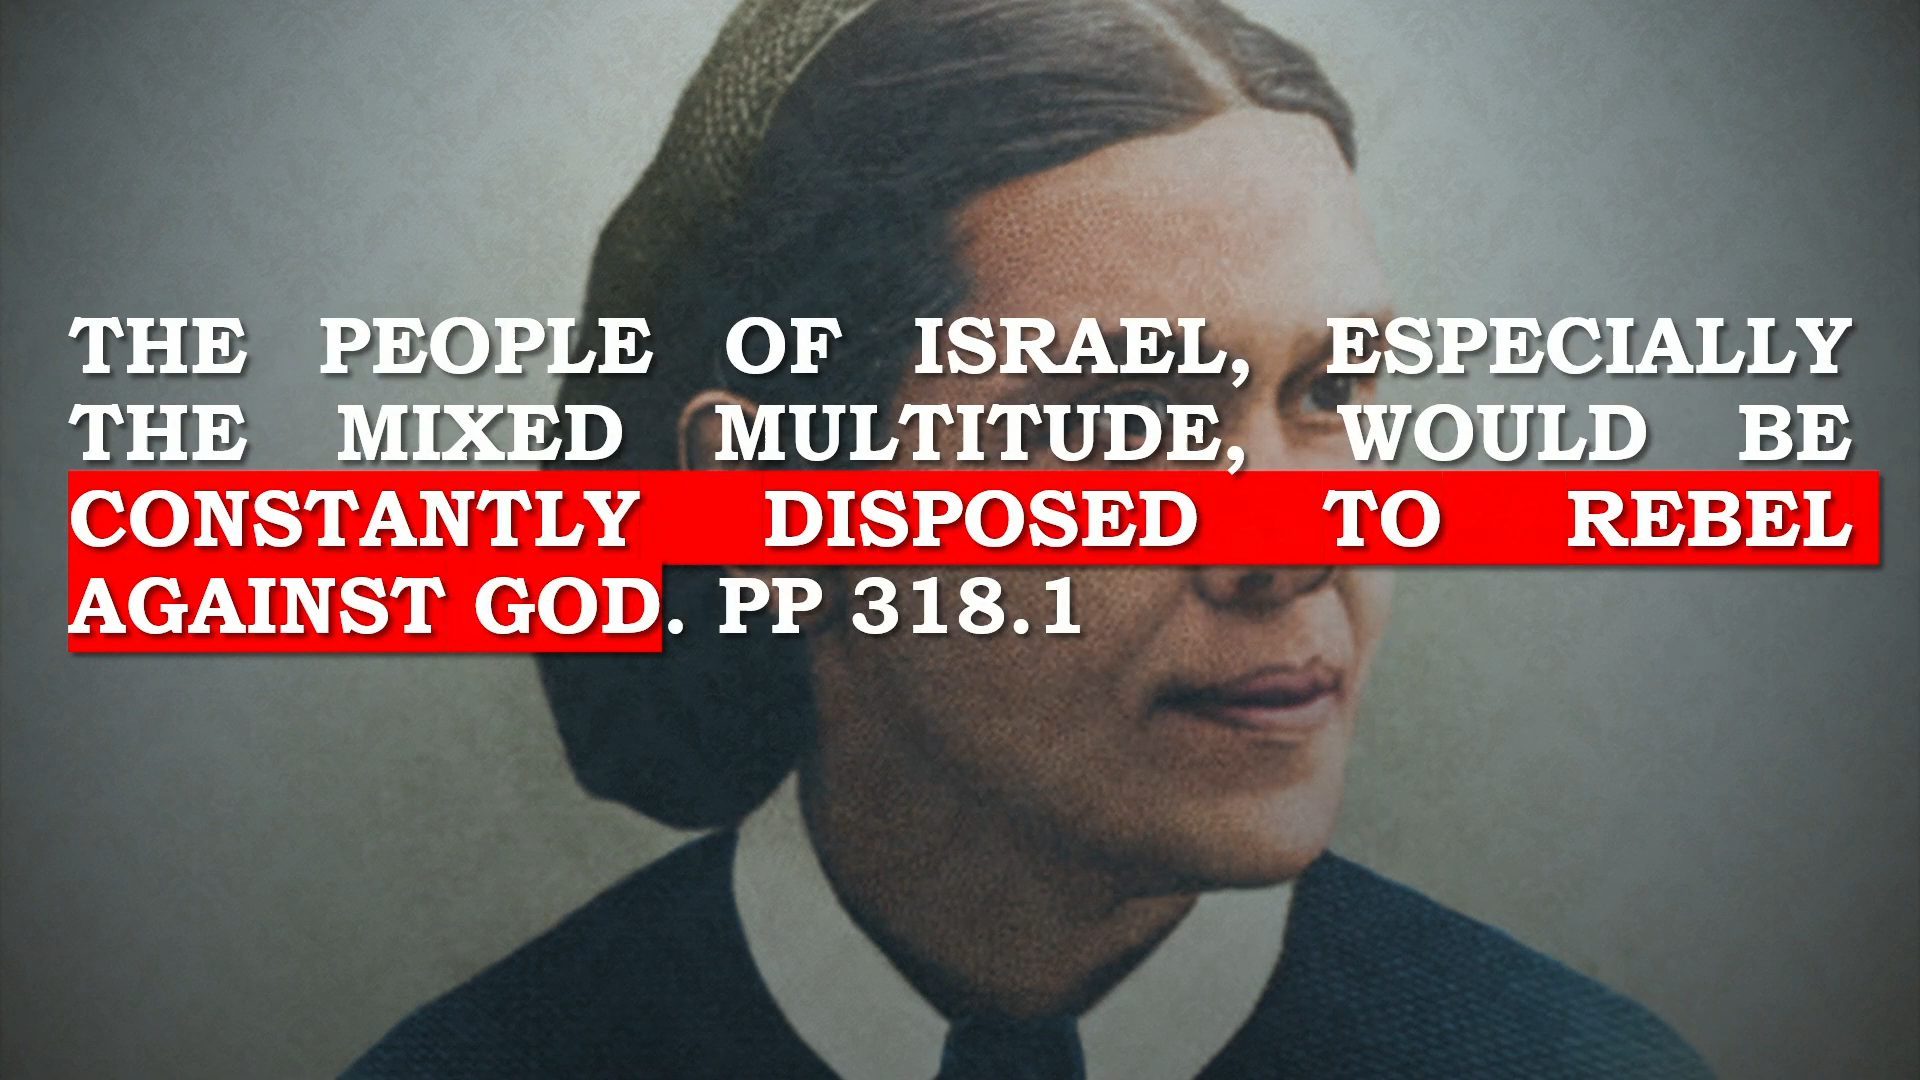 THE PEOPLE OF ISRAEL, ESPECIALLY
THE MIXED MULTITUDE, WOULD BE
CONSTANTLY DISPOSED TO REBEL
AGAINST GOD. PP 318.1